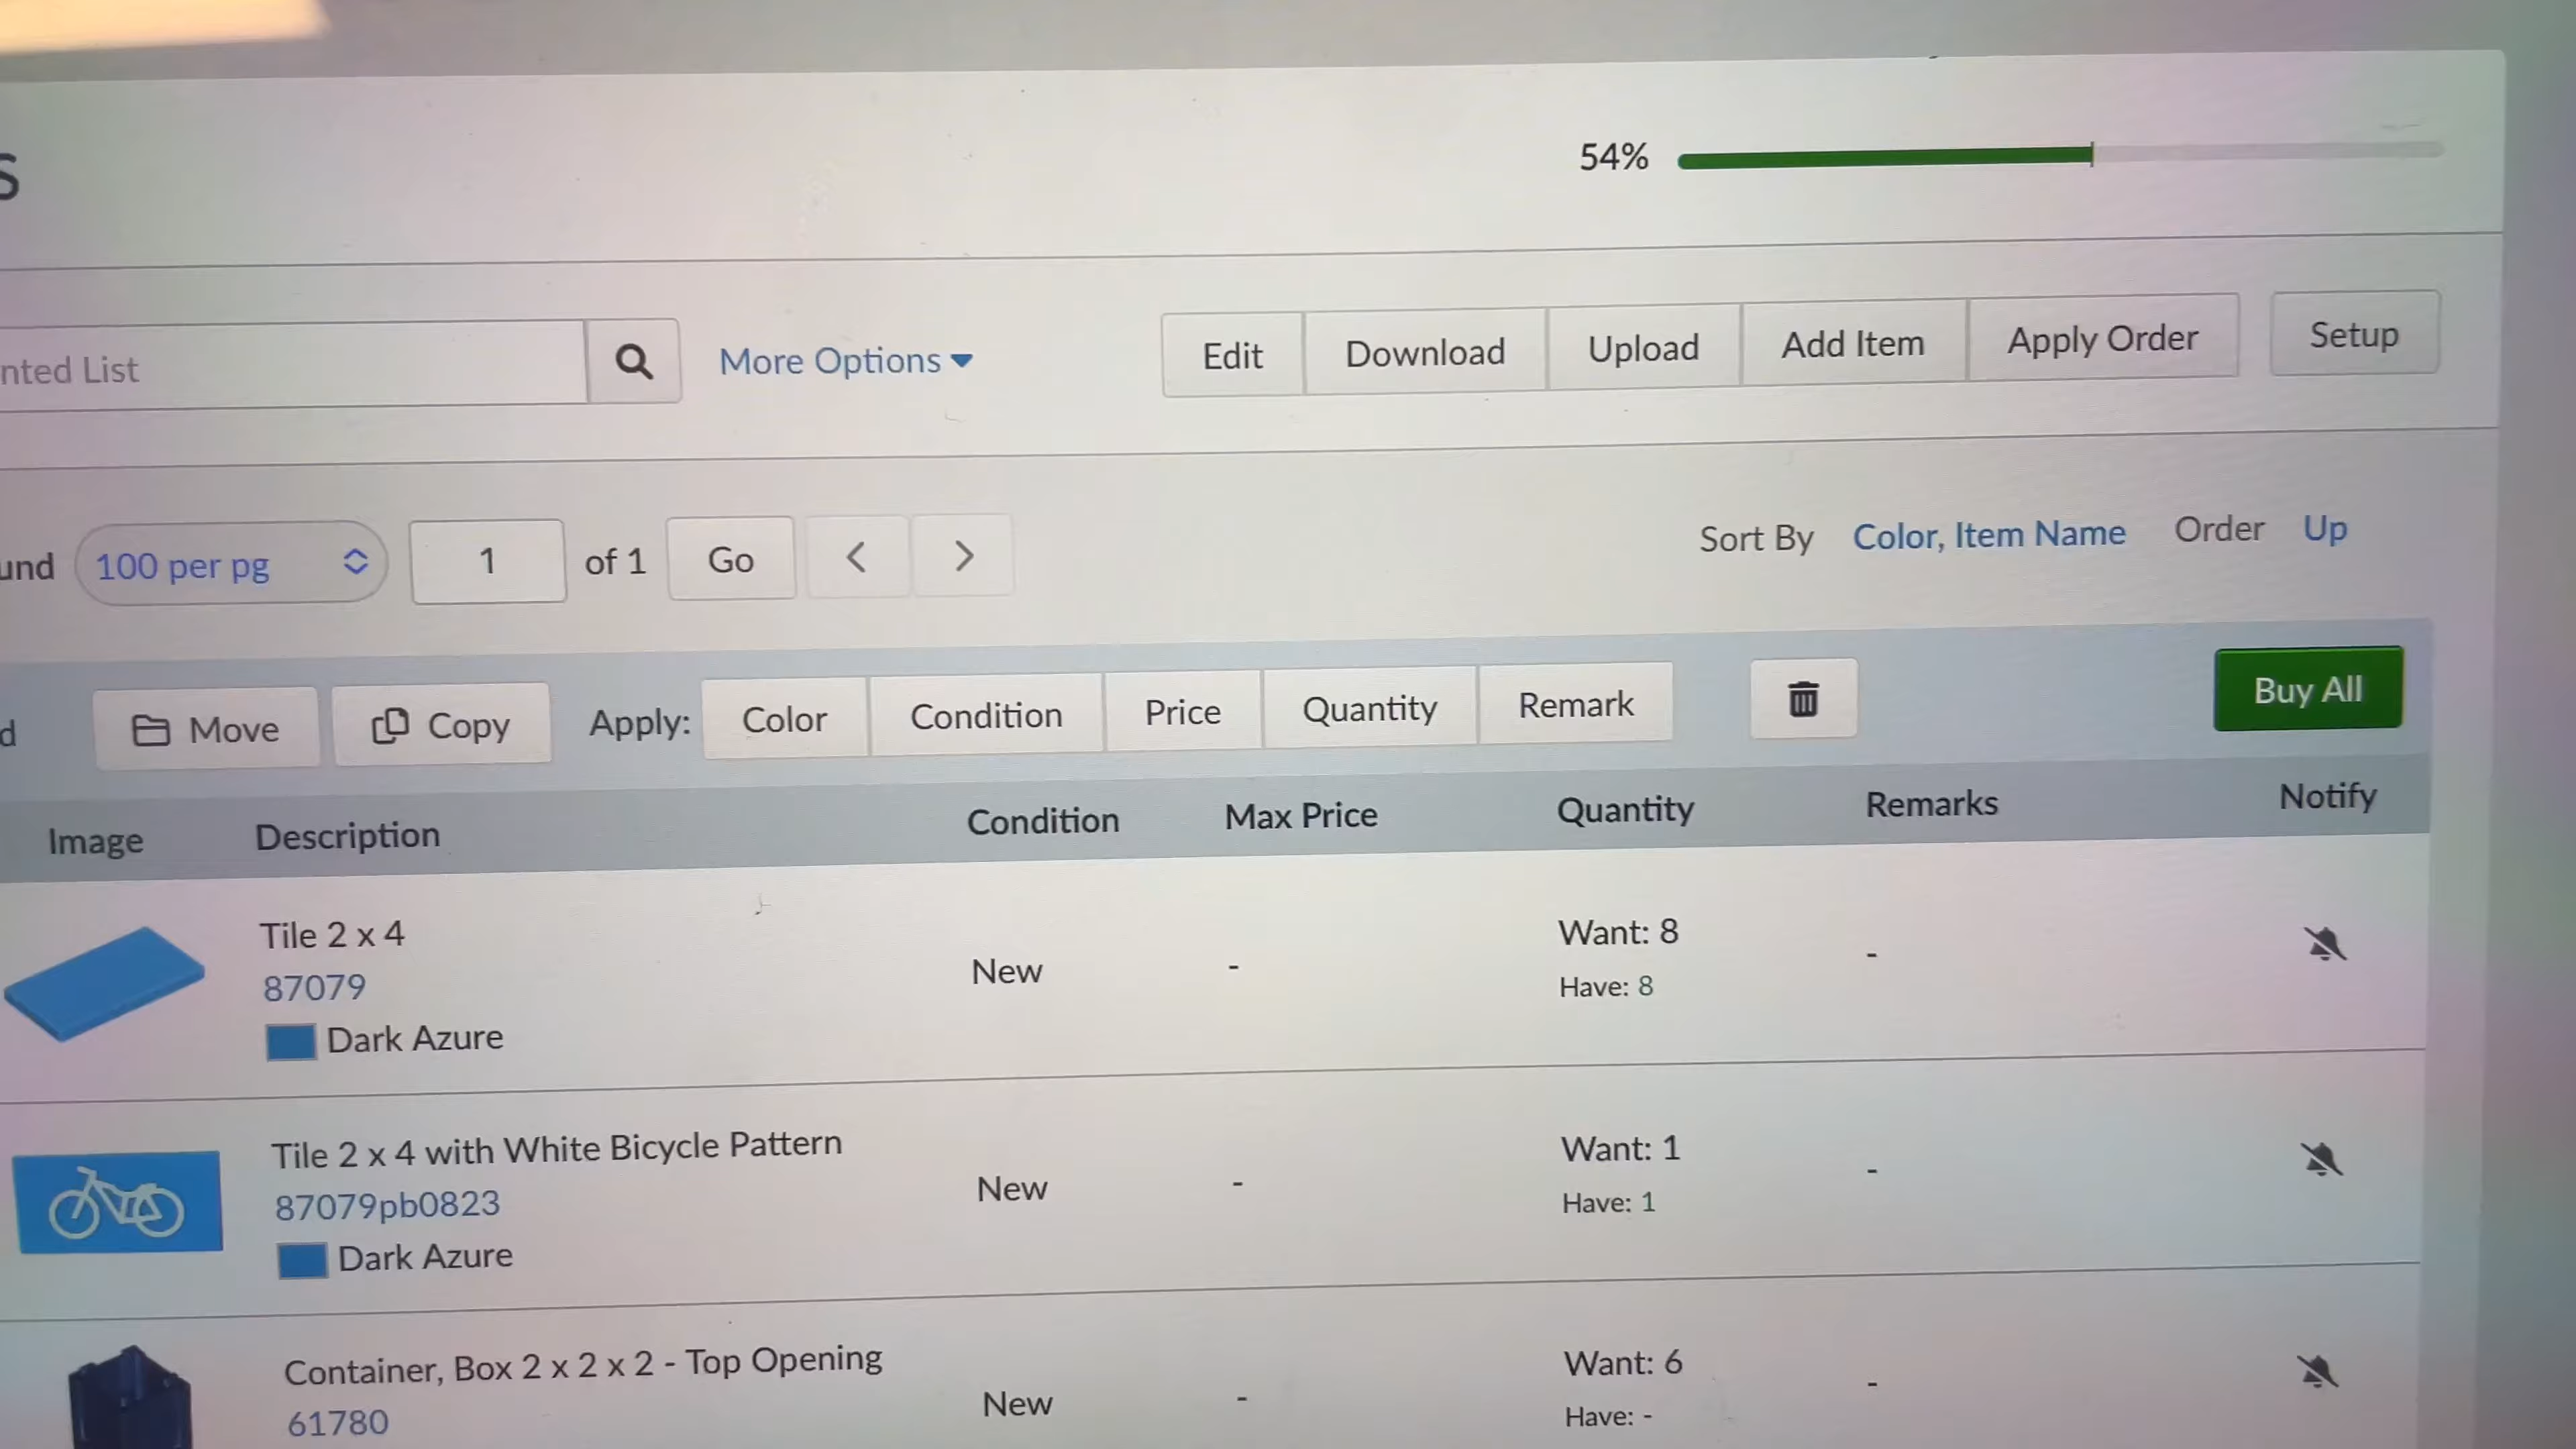 54%
nted List
More Options
Edit
Download
Upload
Add Item
Apply Order
Setup
und
100 per pg
1
of 1
Go
Sort By
Color, Item Name
Order
Up
d
Move
Copy
Apply:
Color
Condition
Price
Quantity
Remark
Buy All
Image
Description
Condition
Max Price
Quantity
Remarks
Notify
Tile 2 x 4
87079
Dark Azure
New
-
Want: 8
Have: 8
-
Tile 2 x 4 with White Bicycle Pattern
87079pb0823
Dark Azure
New
-
Want: 1
Have: 1
-
Container, Box 2 x 2 x 2 - Top Opening
61780
New
-
Want: 6
Have: -
-